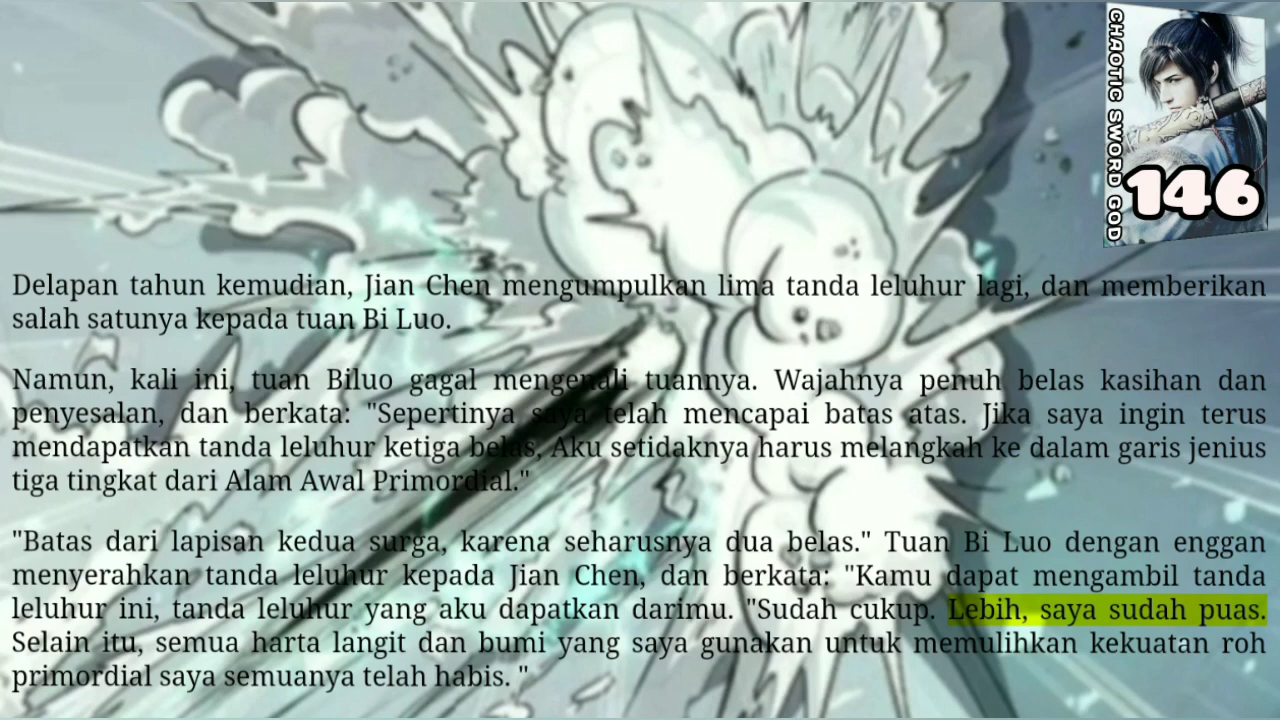 CHAOTIC SWORD GOD
146
Delapan tahun kemudian, Jian Chen mengumpulkan lima tanda leluhur lagi, dan memberikan
salah satunya kepada tuan Bi Luo.
Namun, kali ini, tuan Biluo gagal mengenali tuannya. Wajahnya penuh belas kasihan dan
penyesalan, dan berkata: "Sepertinya saya telah mencapai batas atas. Jika saya ingin terus
mendapatkan tanda leluhur ketiga belas, Aku setidaknya harus melangkah ke dalam garis jenius
tiga tingkat dari Alam Awal Primordial."
"Batas dari lapisan kedua surga, karena seharusnya dua belas." Tuan Bi Luo dengan enggan
menyerahkan tanda leluhur kepada Jian Chen, dan berkata: "Kamu dapat mengambil tanda
leluhur ini, tanda leluhur yang aku dapatkan darimu. "Sudah cukup. Lebih, saya sudah puas.
Selain itu, semua harta langit dan bumi yang saya gunakan untuk memulihkan kekuatan roh
primordial saya semuanya telah habis. "